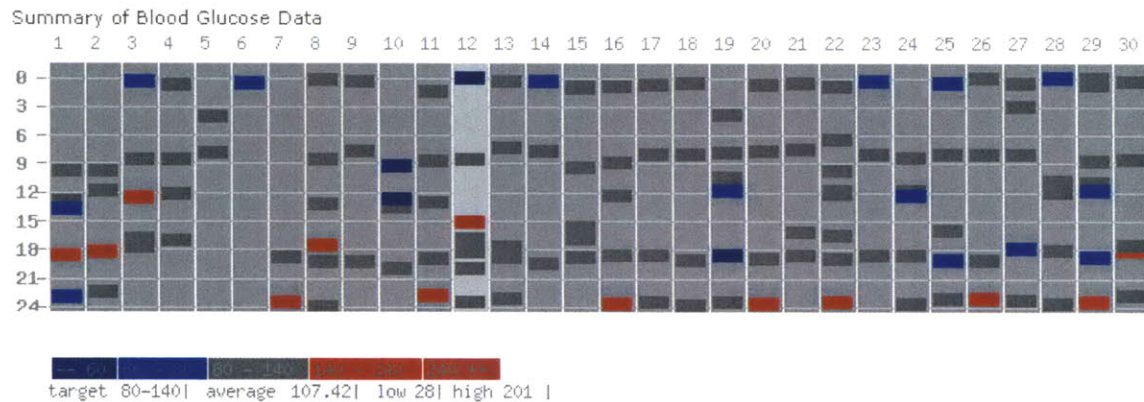 Summary of Blood Glucose Data
1 2 3 4 5 6 7 8 9 10 11 12 13 14 15 16 17 18 19 20 21 22 23 24 25 26 27 28 29 30
0
3
6
9
12
15
18
21
24
80 - 140
target 80-140| average 107.42| low 28| high 201 |